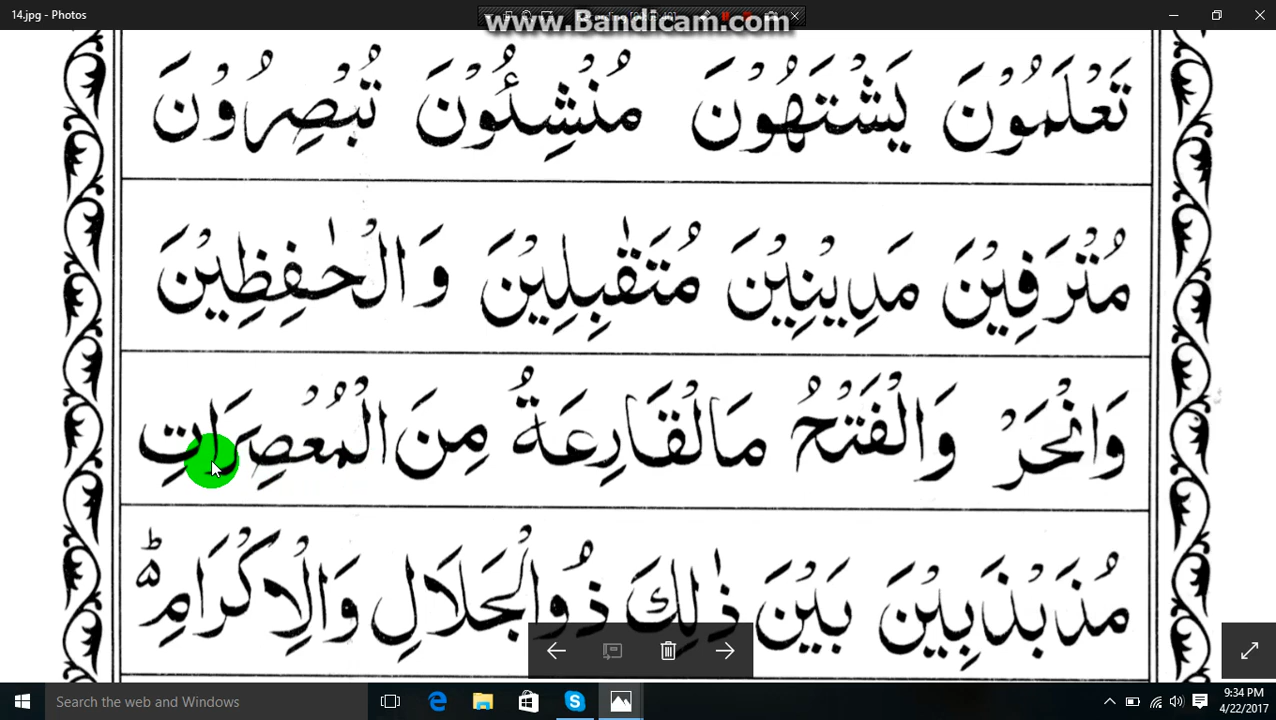 14.jpg - Photos
www.Bandicam.com
تَعْلَمُوْنَ يَشْتَهُوْنَ مُنْشِئُوْنَ تُبْصِرُوْنَ
مُتْرَفِيْنَ مَدِيْنِيْنَ مُتَقٰبِلِيْنَ وَالْحٰفِظِيْنَ
وَانْحَرْ وَالْفَتْحُ مَالْقَارِعَةُ مِنَ الْمُعْصِرَاتِ
مُذَبْذَبِيْنَ بَيْنَ ذٰلِكَ ذُوالْجَلَالِ وَالْاِكْرَامِ
Search the web and Windows
9:34 PM
4/22/2017